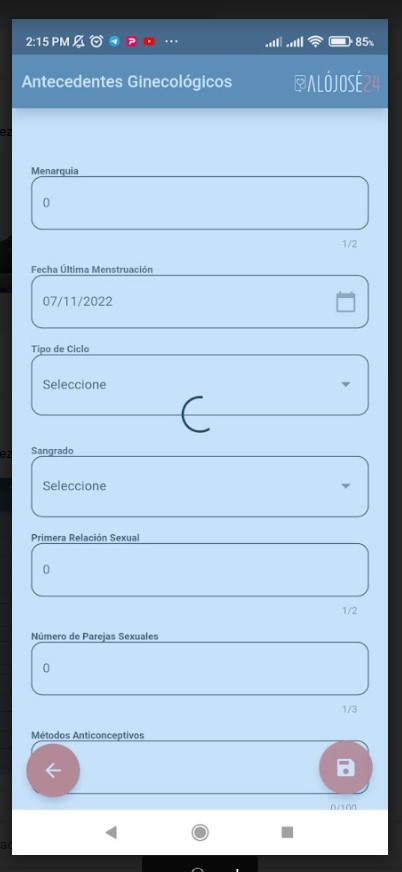 2:15 PM 85%
Antecedentes Ginecológicos ALÓJOSÉ24
Menarquia
0
1/2
Fecha Última Menstruación
07/11/2022
Tipo de Ciclo
Seleccione
Sangrado
Seleccione
Primera Relación Sexual
0
1/2
Número de Parejas Sexuales
0
1/3
Métodos Anticonceptivos
0/100